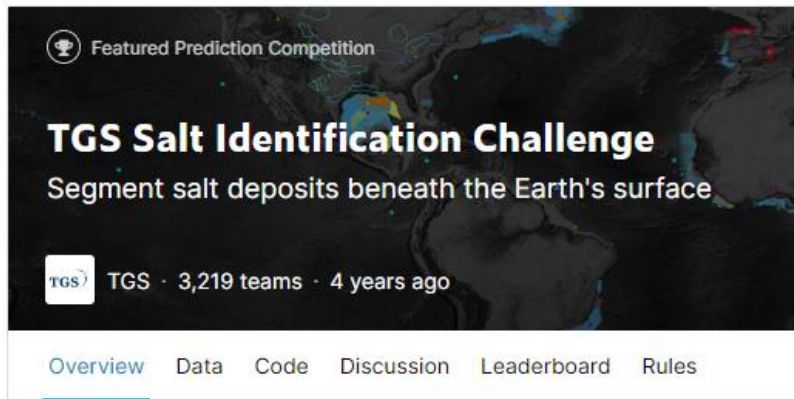 Featured Prediction Competition
TGS Salt Identification Challenge
Segment salt deposits beneath the Earth's surface
TGS TGS · 3,219 teams · 4 years ago
Overview Data Code Discussion Leaderboard Rules